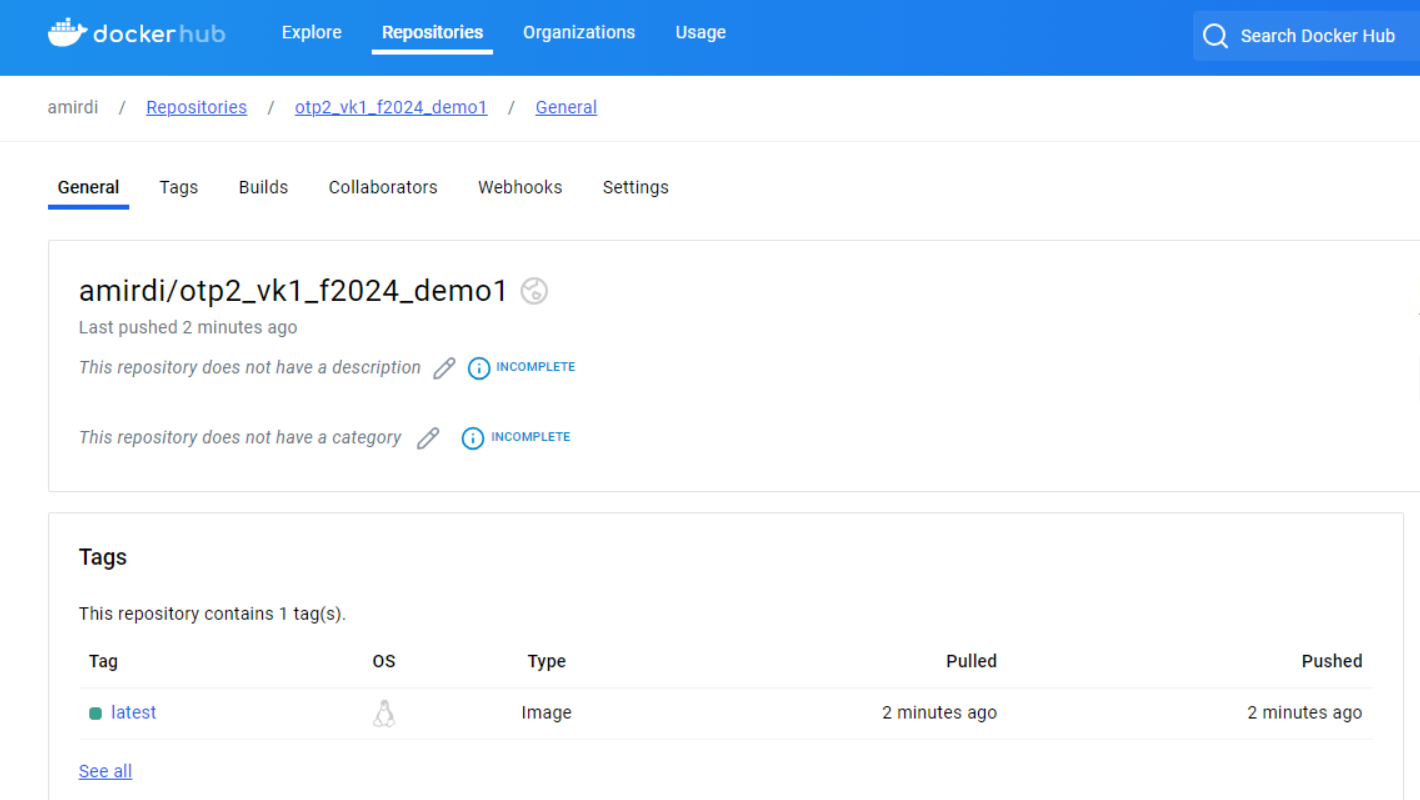 dockerhub Explore Repositories Organizations Usage Search Docker Hub
amirdi / Repositories / otp2_vk1_f2024_demo1 / General
General Tags Builds Collaborators Webhooks Settings
amirdi/otp2_vk1_f2024_demo1
Last pushed 2 minutes ago
This repository does not have a description INCOMPLETE
This repository does not have a category INCOMPLETE
Tags
This repository contains 1 tag(s).
Tag OS Type Pulled Pushed
latest Image 2 minutes ago 2 minutes ago
See all